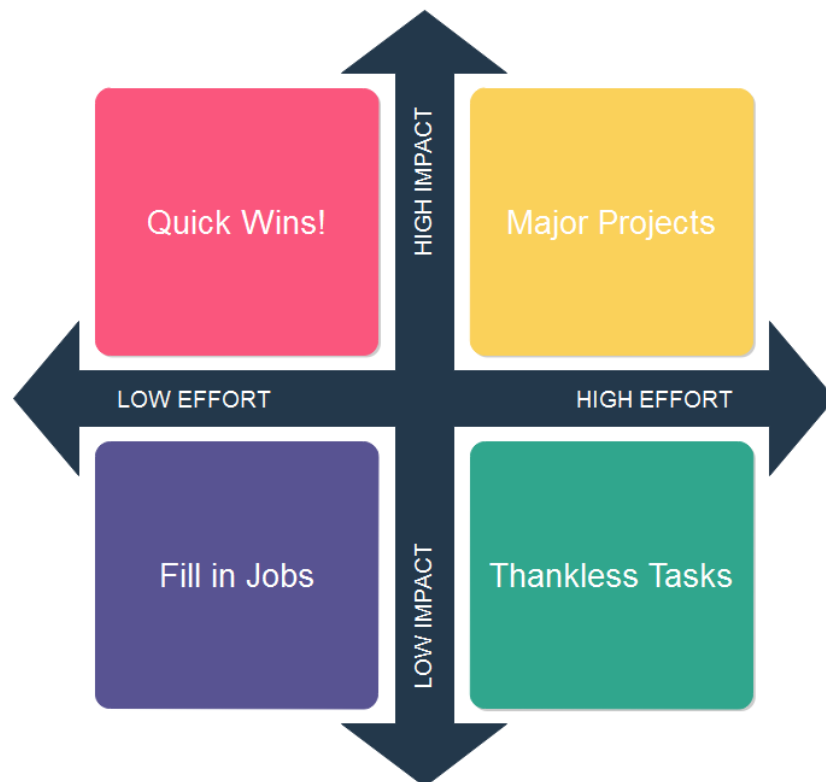 HIGH IMPACT
Quick Wins!
Major Projects
LOW EFFORT
HIGH EFFORT
Fill in Jobs
Thankless Tasks
LOW IMPACT